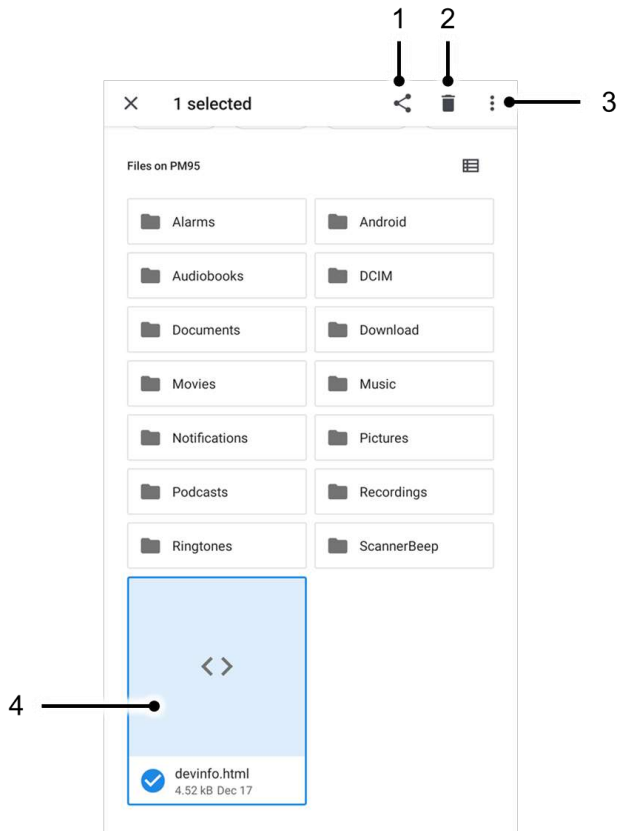 1 2
1 selected
3
Files on PM95
Alarms Android
Audiobooks DCIM
Documents Download
Movies Music
Notifications Pictures
Podcasts Recordings
Ringtones ScannerBeep
4
devinfo.html
4.52 kB Dec 17